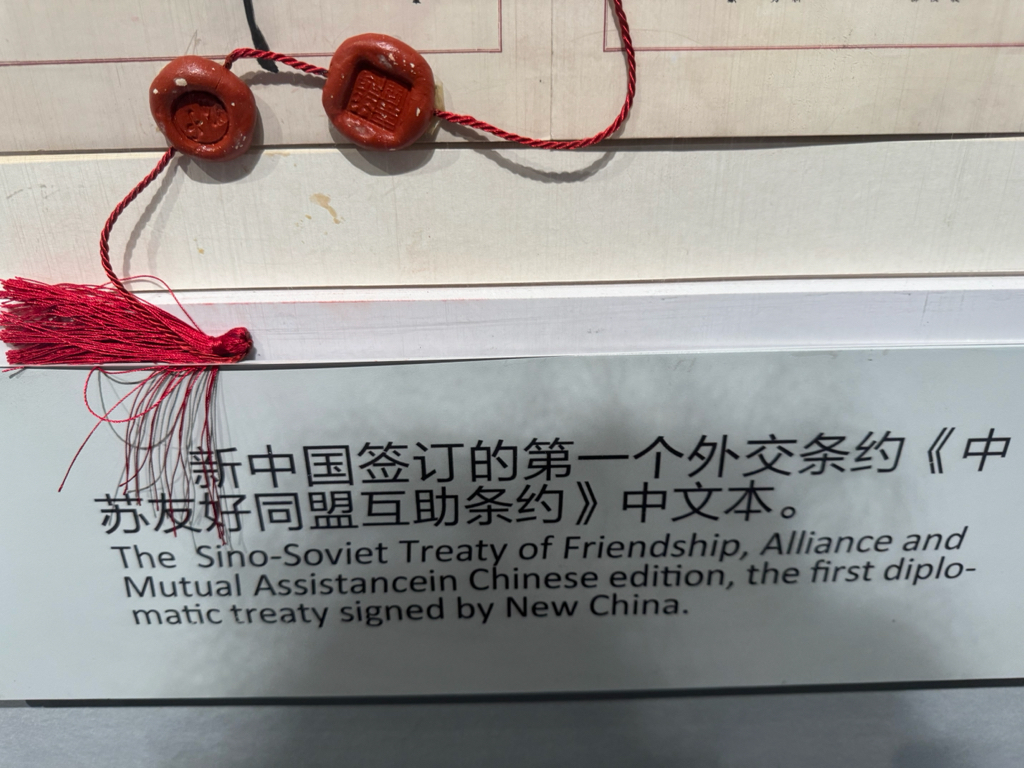 新中国签订的第一个外交条约《中
苏友好同盟互助条约》中文本。
The Sino-Soviet Treaty of Friendship, Alliance and
Mutual Assistancein Chinese edition, the first diplo-
matic treaty signed by New China.